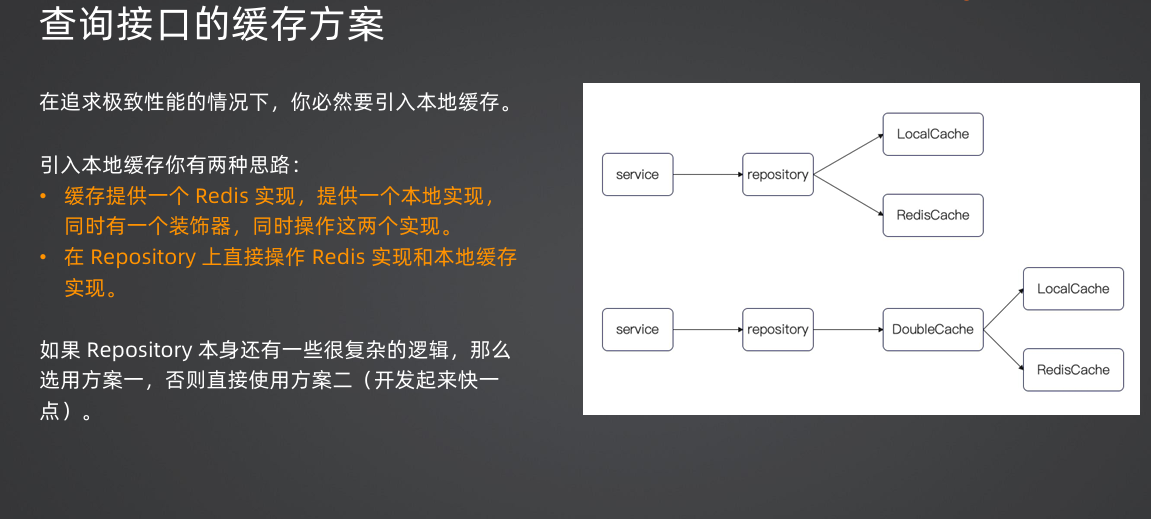 查询接口的缓存方案
在追求极致性能的情况下，你必然要引入本地缓存。
引入本地缓存你有两种思路：
• 缓存提供一个 Redis 实现，提供一个本地实现，
同时有一个装饰器，同时操作这两个实现。
• 在 Repository 上直接操作 Redis 实现和本地缓存
实现。
如果 Repository 本身还有一些很复杂的逻辑，那么
选用方案一，否则直接使用方案二（开发起来快一
点）。
LocalCache
service
repository
RedisCache
LocalCache
service
repository
DoubleCache
RedisCache